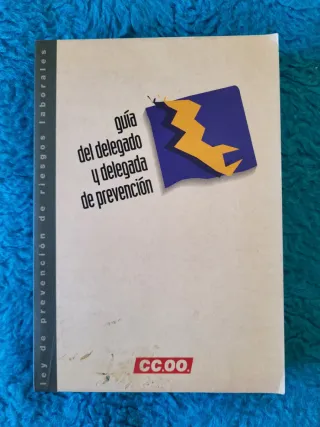 guía
del delegado
y delegada
de prevención
CC.OO.
ley de prevención de riesgos laborales